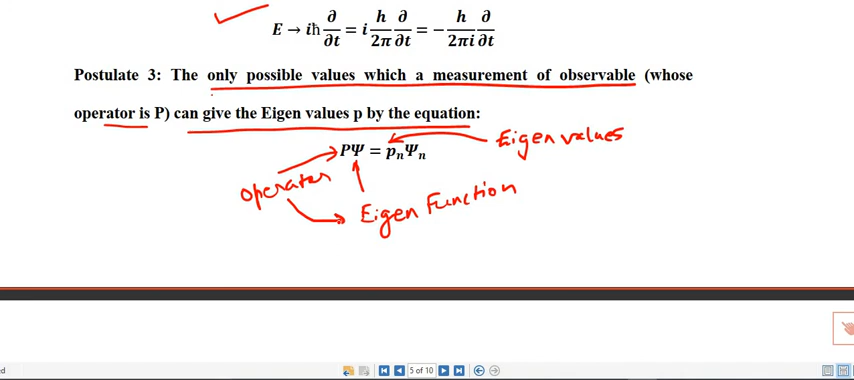 E → iħ ∂/∂t = i h/2π ∂/∂t = − h/2πi ∂/∂t
Postulate 3: The only possible values which a measurement of observable (whose
operator is P) can give the Eigen values p by the equation:
PΨ = pₙΨₙ
Eigen values
operator
Eigen Function
ed
5 of 10